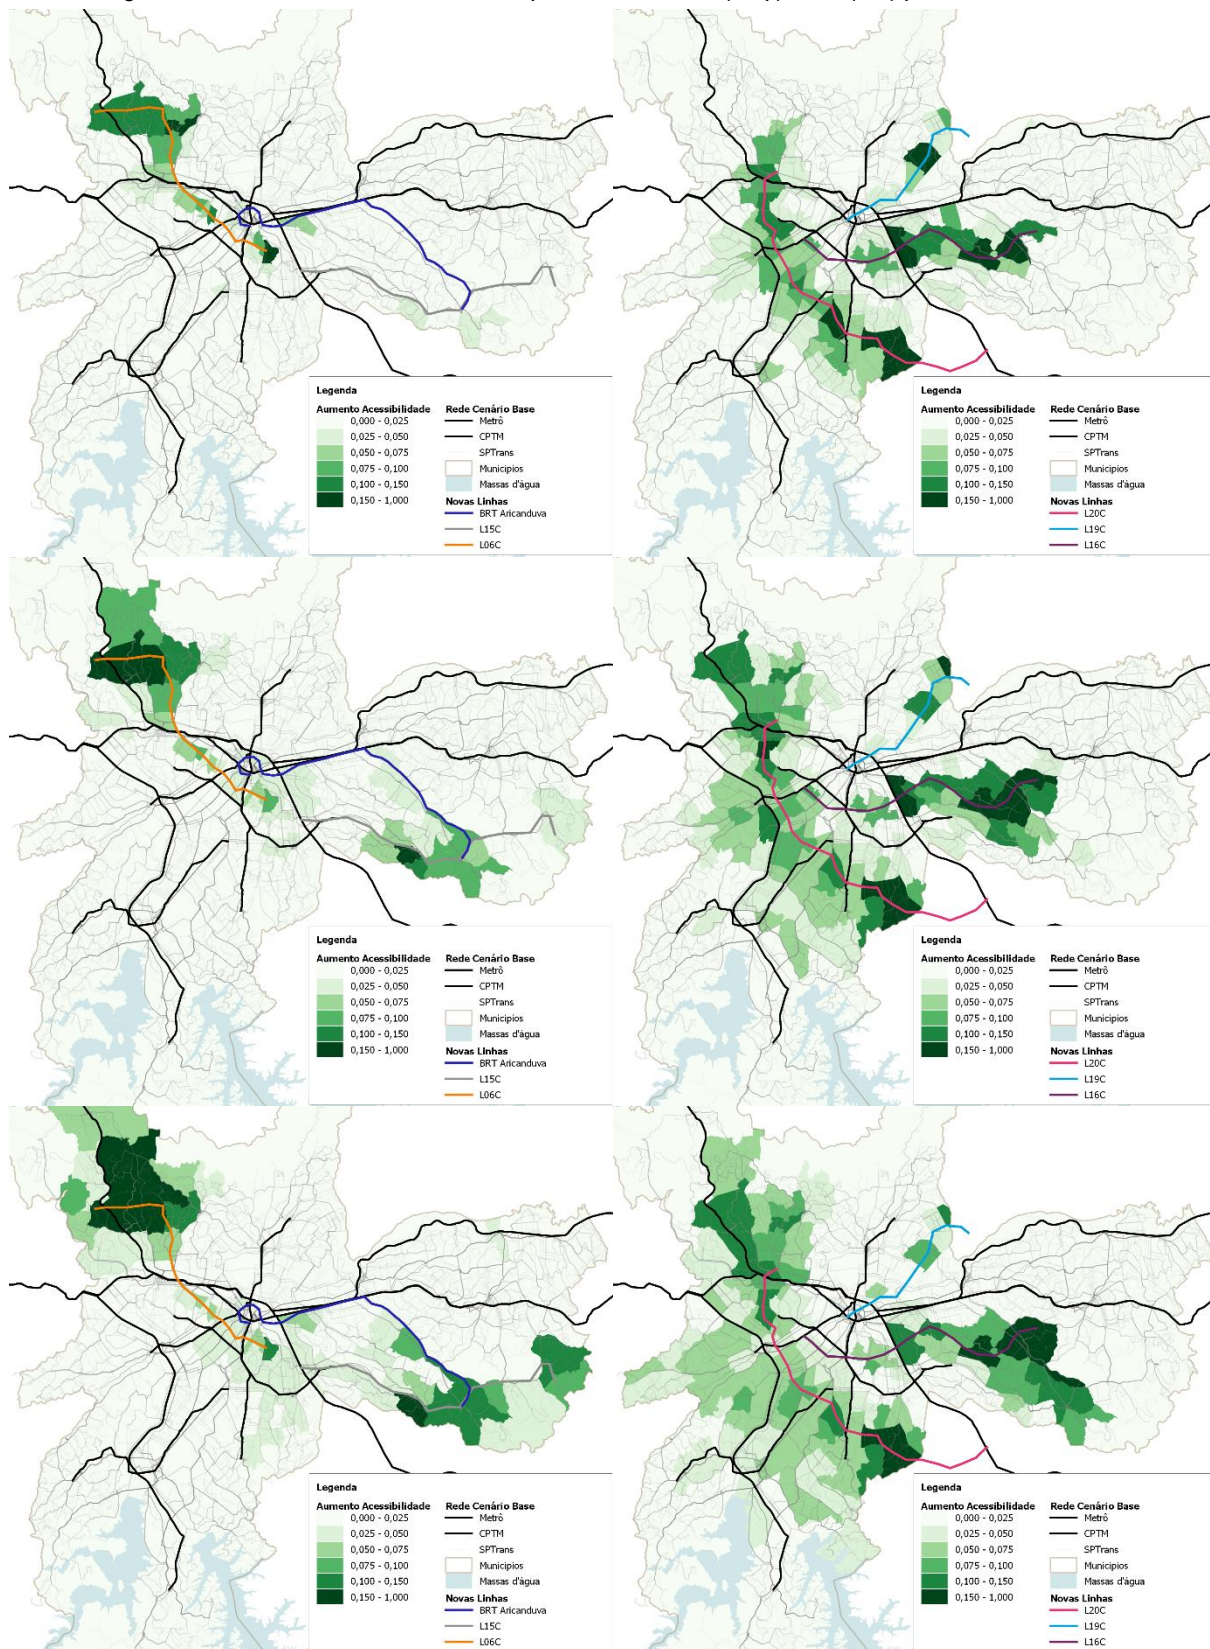 Legenda
Aumento Acessibilidade
0,000 - 0,025
0,025 - 0,050
0,050 - 0,075
0,075 - 0,100
0,100 - 0,150
0,150 - 1,000
Rede Cenário Base
Metrô
CPTM
SPTrans
Municipios
Massas d'água
Novas Linhas
BRT Aricanduva
L15C
L06C
Legenda
Aumento Acessibilidade
0,000 - 0,025
0,025 - 0,050
0,050 - 0,075
0,075 - 0,100
0,100 - 0,150
0,150 - 1,000
Rede Cenário Base
Metrô
CPTM
SPTrans
Municipios
Massas d'água
Novas Linhas
L20C
L19C
L16C
Legenda
Aumento Acessibilidade
0,000 - 0,025
0,025 - 0,050
0,050 - 0,075
0,075 - 0,100
0,100 - 0,150
0,150 - 1,000
Rede Cenário Base
Metrô
CPTM
SPTrans
Municipios
Massas d'água
Novas Linhas
BRT Aricanduva
L15C
L06C
Legenda
Aumento Acessibilidade
0,000 - 0,025
0,025 - 0,050
0,050 - 0,075
0,075 - 0,100
0,100 - 0,150
0,150 - 1,000
Rede Cenário Base
Metrô
CPTM
SPTrans
Municipios
Massas d'água
Novas Linhas
L20C
L19C
L16C
Legenda
Aumento Acessibilidade
0,000 - 0,025
0,025 - 0,050
0,050 - 0,075
0,075 - 0,100
0,100 - 0,150
0,150 - 1,000
Rede Cenário Base
Metrô
CPTM
SPTrans
Municipios
Massas d'água
Novas Linhas
BRT Aricanduva
L15C
L06C
Legenda
Aumento Acessibilidade
0,000 - 0,025
0,025 - 0,050
0,050 - 0,075
0,075 - 0,100
0,100 - 0,150
0,150 - 1,000
Rede Cenário Base
Metrô
CPTM
SPTrans
Municipios
Massas d'água
Novas Linhas
L20C
L19C
L16C